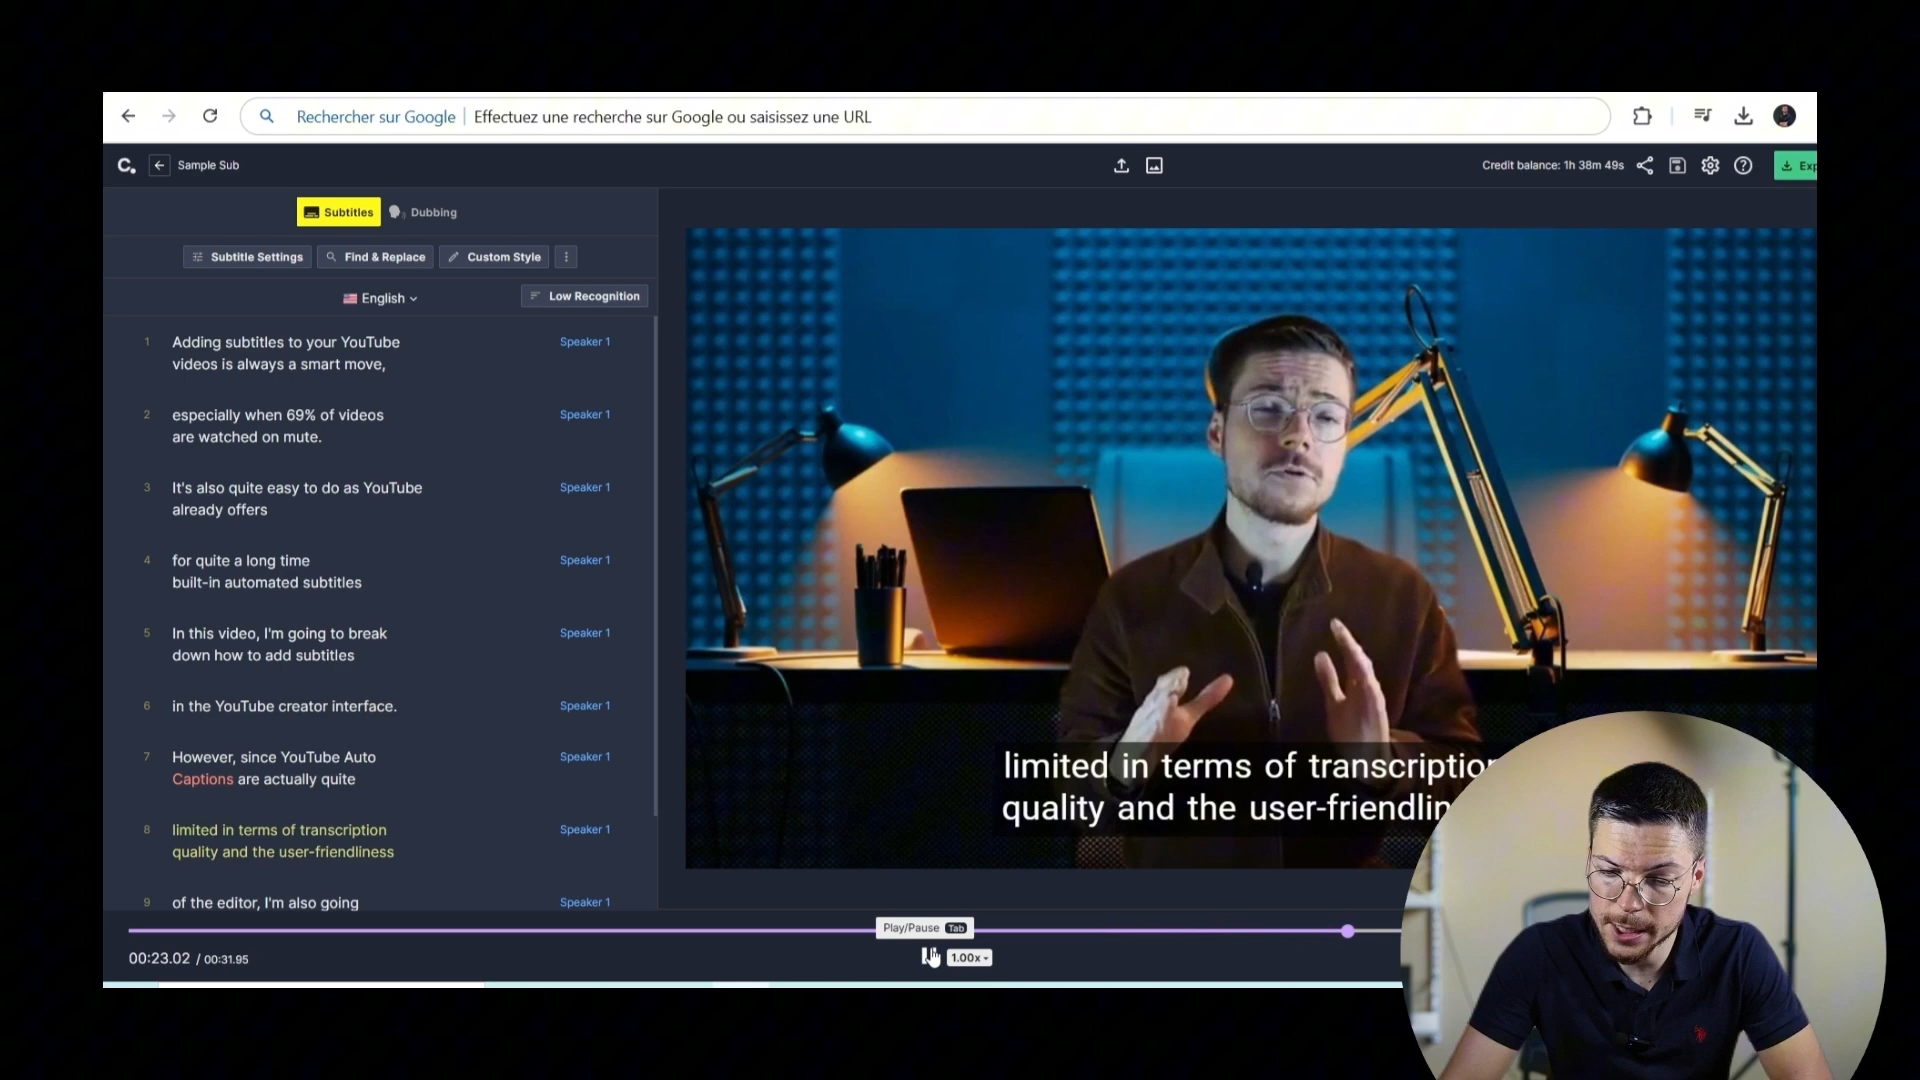 Rechercher sur Google | Effectuez une recherche sur Google ou saisissez une URL
C. Sample Sub
Credit balance: 1h 38m 49s
Exp
Subtitles Dubbing
Subtitle Settings Find & Replace Custom Style
English Low Recognition
1 Adding subtitles to your YouTube Speaker 1
videos is always a smart move,
2 especially when 69% of videos Speaker 1
are watched on mute.
3 It's also quite easy to do as YouTube Speaker 1
already offers
4 for quite a long time Speaker 1
built-in automated subtitles
5 In this video, I'm going to break Speaker 1
down how to add subtitles
6 in the YouTube creator interface. Speaker 1
7 However, since YouTube Auto Speaker 1
Captions are actually quite
8 limited in terms of transcription Speaker 1
quality and the user-friendliness
9 of the editor, I'm also going Speaker 1
limited in terms of transcription
quality and the user-friendlin
Play/Pause Tab
00:23.02 / 00:31.95
1.00x